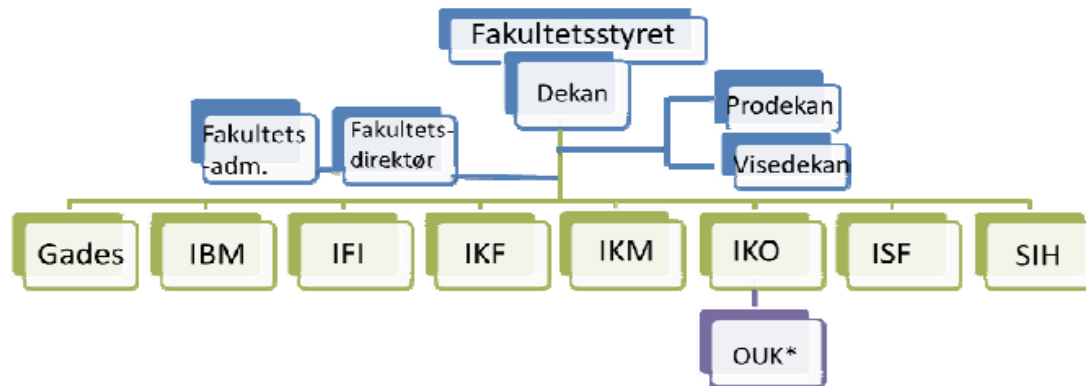 Fakultetsstyret
Dekan
Prodekan
Fakultets
-adm.
Fakultets-
direktør
Visedekan
Gades
IBM
IFI
IKF
IKM
IKO
ISF
SIH
OUK*